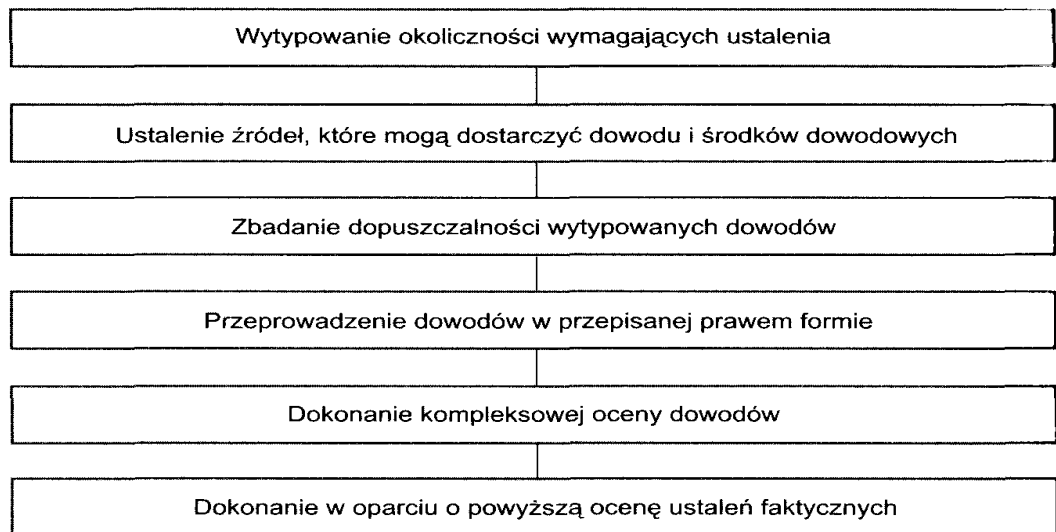 Wytypowanie okoliczności wymagających ustalenia
Ustalenie źródeł, które mogą dostarczyć dowodu i środków dowodowych
Zbadanie dopuszczalności wytypowanych dowodów
Przeprowadzenie dowodów w przepisanej prawem formie
Dokonanie kompleksowej oceny dowodów
Dokonanie w oparciu o powyższą ocenę ustaleń faktycznych